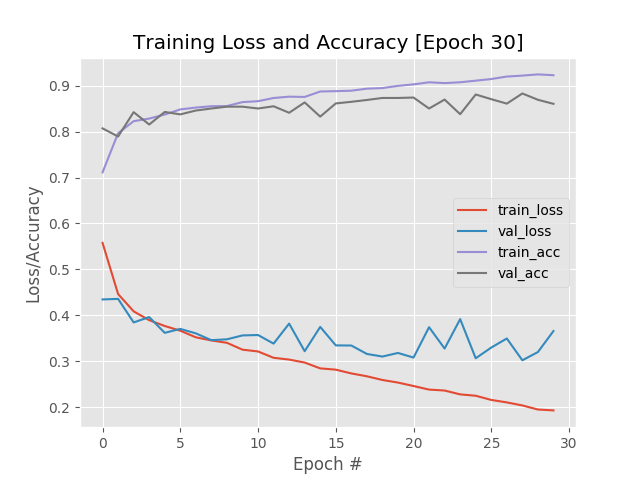 Training Loss and Accuracy [Epoch 30]
Loss/Accuracy
0.9
0.8
0.7
0.6
0.5
0.4
0.3
0.2
train_loss
val_loss
train_acc
val_acc
0 5 10 15 20 25 30
Epoch #